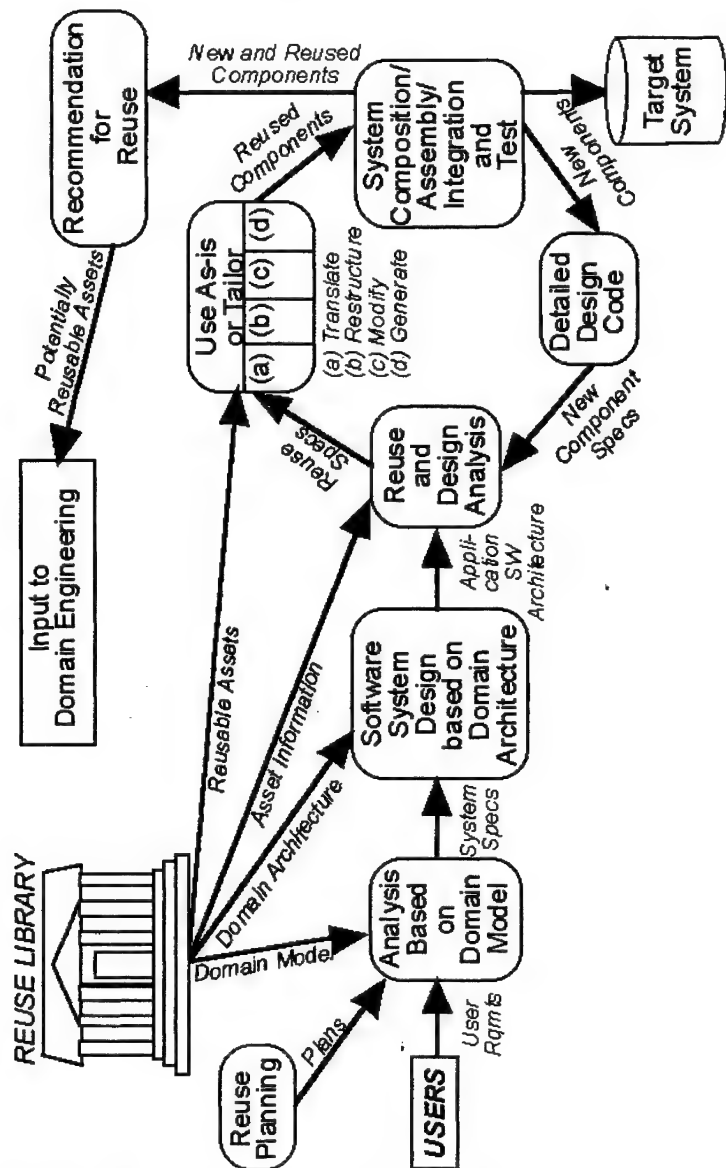 REUSE LIBRARY
Input to
Domain Engineering
Potentially
Reusable Assets
Recommendation
for
Reuse
New and Reused
Components
Reusable Assets
Use As-is
or Tailor
(a)
(b)
(c)
(d)
(a) Translate
(b) Restructure
(c) Modify
(d) Generate
Reused
Components
System
Composition/
Assembly/
Integration
and
Test
Asset Information
Domain Architecture
Domain Model
Reuse
Specs
Reuse
Planning
Plans
USERS
User
Rqmts
Analysis
Based
on
Domain
Model
System
Specs
Software
System
Design
based on
Domain
Architecture
Appli-
cation
SW
Architecture
Reuse
and
Design
Analysis
New
Component
Specs
Detailed
Design
Code
New
Components
Target
System